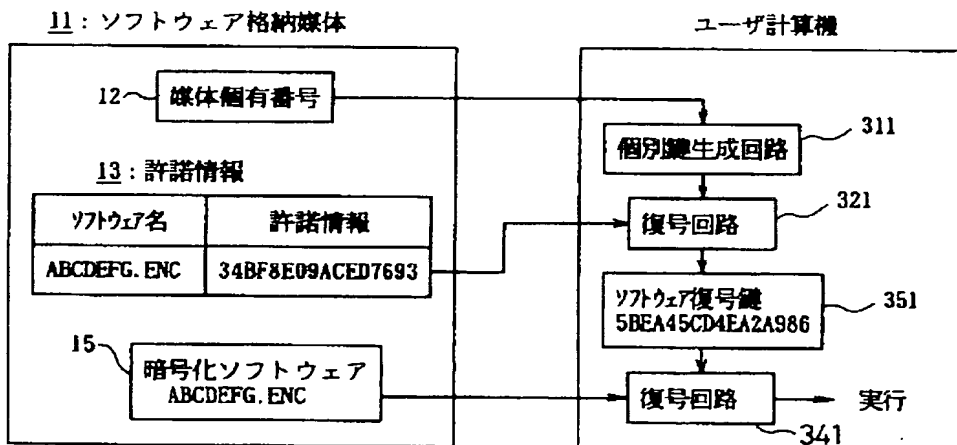 11：ソフトウェア格納媒体
ユーザ計算機
12
媒体個有番号
311
個別鍵生成回路
13：許諾情報
ソフトウェア名
許諾情報
321
復号回路
ABCDEFG.ENC
34BF8E09ACED7693
ソフトウェア復号鍵
5BEA45CD4EA2A986
351
15
暗号化ソフトウェア
ABCDEFG.ENC
復号回路
実行
341